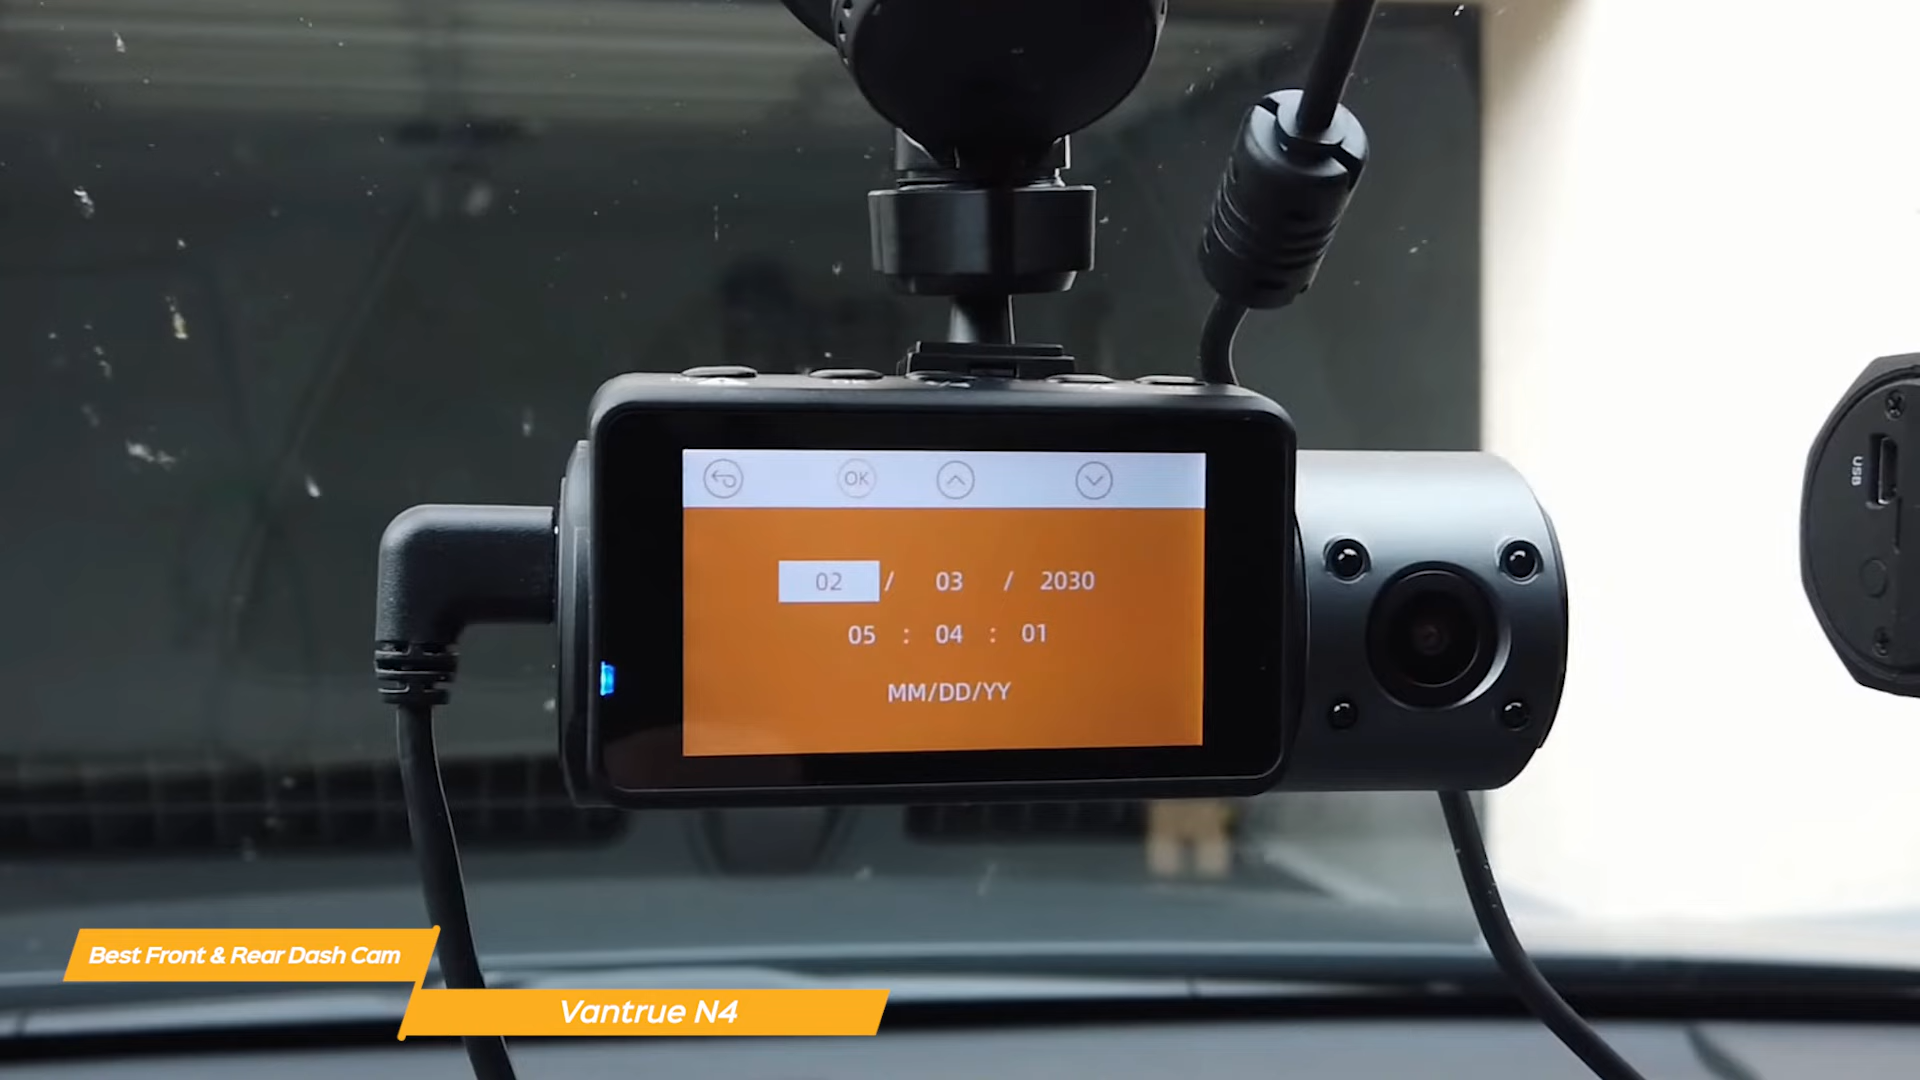 OK
02 / 03 / 2030
05 : 04 : 01
MM/DD/YY
USB
Best Front & Rear Dash Cam
Vantrue N4